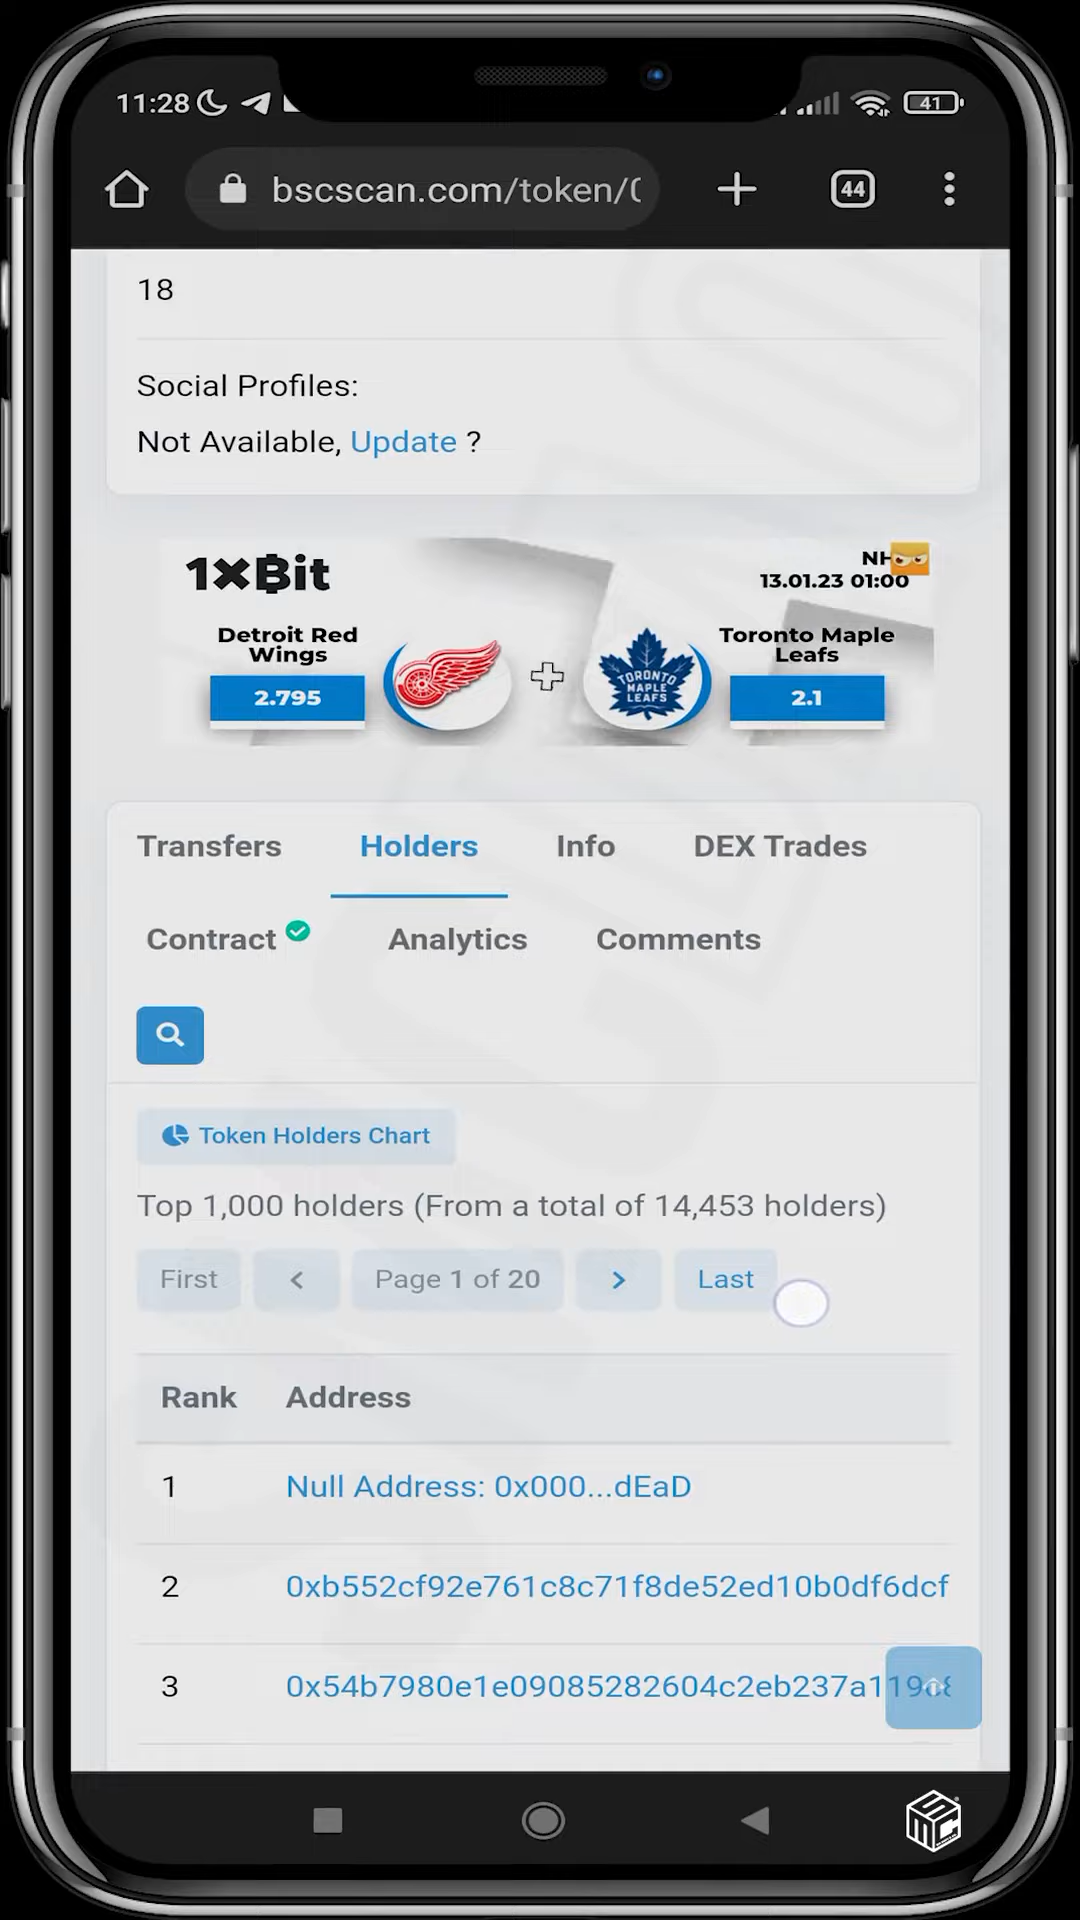 11:28
41
bscscan.com/token/0
44
18
Social Profiles:
Not Available, Update ?
1xBit
NH
13.01.23 01:00
Detroit Red
Wings
Toronto Maple
Leafs
2.795
TORONTO
MAPLE
LEAFS
2.1
Transfers Holders Info DEX Trades
Contract Analytics Comments
Token Holders Chart
Top 1,000 holders (From a total of 14,453 holders)
First < Page 1 of 20 > Last
Rank Address
1 Null Address: 0x000...dEaD
2 0xb552cf92e761c8c71f8de52ed10b0df6dcf
3 0x54b7980e1e09085282604c2eb237a119
SMC